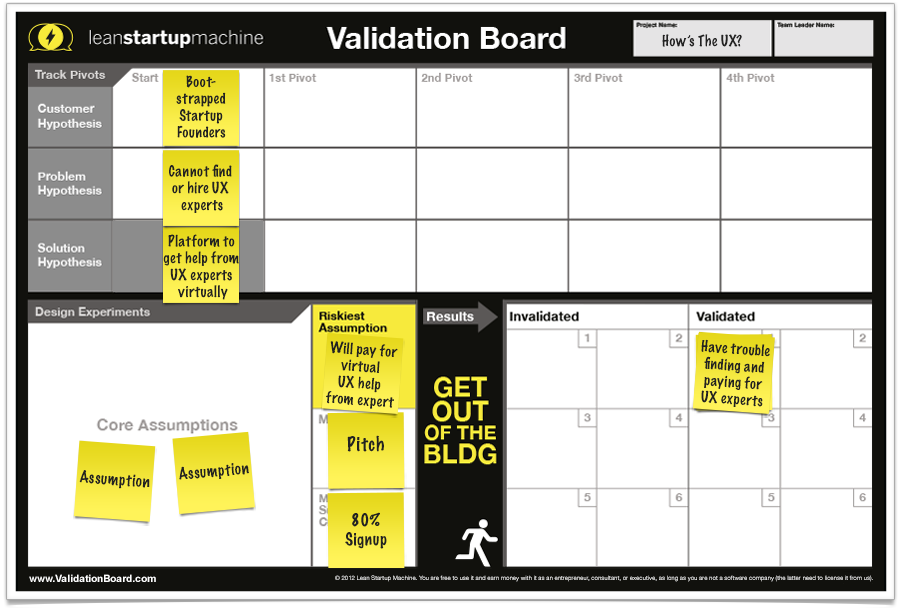 leanstartupmachine
Validation Board
Project Name:
How's The UX?
Team Leader Name:
Track Pivots
Start
1st Pivot
2nd Pivot
3rd Pivot
4th Pivot
Customer
Hypothesis
Boot-
strapped
Startup
Founders
Problem
Hypothesis
Cannot find
or hire UX
experts
Solution
Hypothesis
Platform to
get help from
UX experts
virtually
Design Experiments
Core Assumptions
Assumption
Assumption
Riskiest
Assumption
Will pay for
virtual
UX help
from expert
M
Pitch
M
S
C
80%
Signup
Results
GET
OUT
OF THE
BLDG
Invalidated
1
2
3
4
5
6
Validated
Have trouble
finding and
paying for
UX experts
1
2
3
4
5
6
www.ValidationBoard.com
© 2012 Lean Startup Machine. You are free to use it and earn money with it as an entrepreneur, consultant, or executive, as long as you are not a software company (the latter need to license it from us).